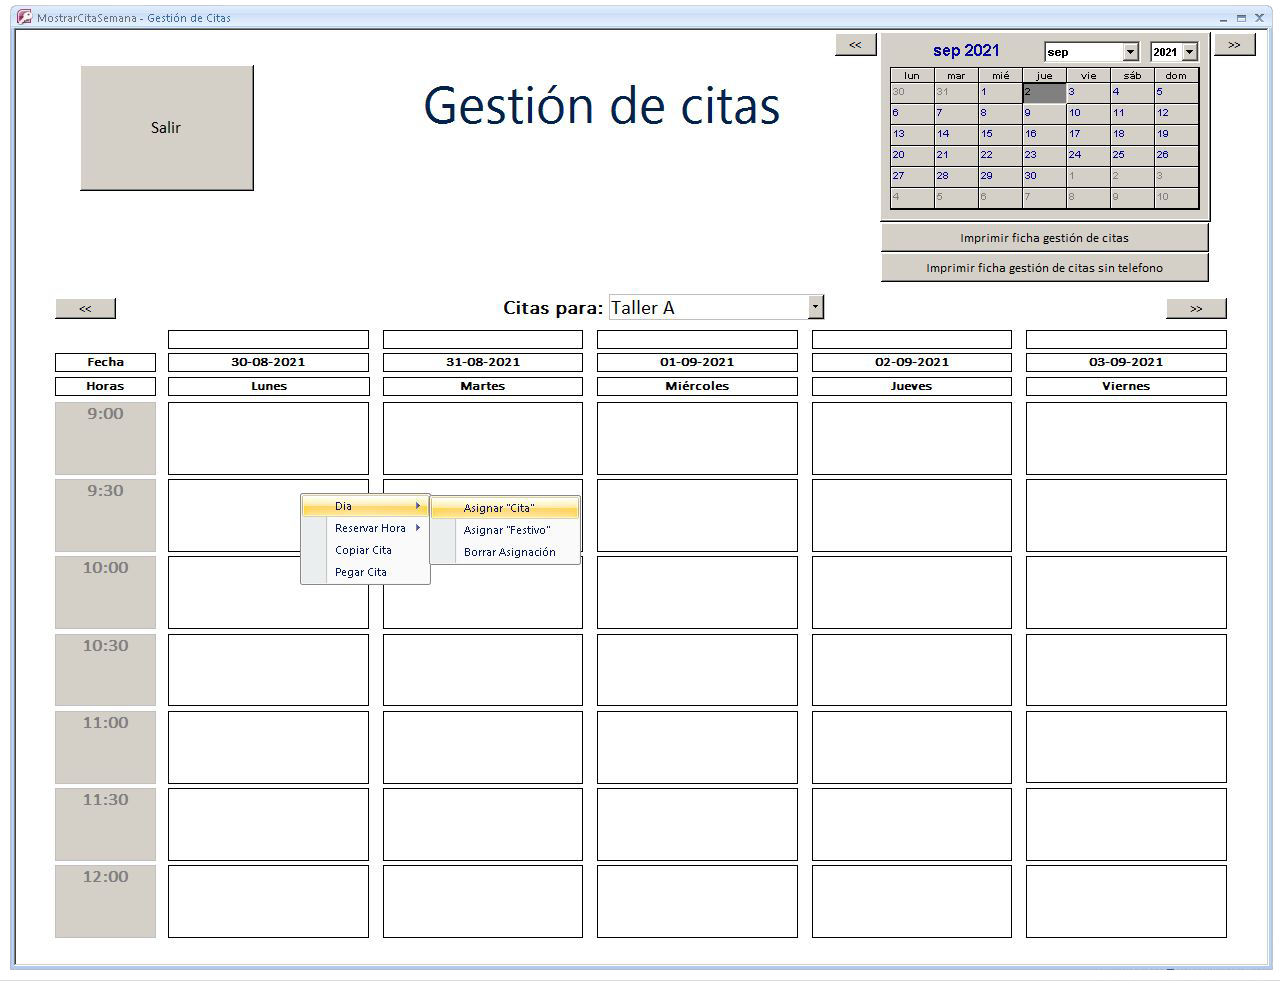 MostrarCitaSemana - Gestión de Citas
<< >>
sep 2021 sep 2021
lun mar mié jue vie sáb dom
30 31 1 2 3 4 5
6 7 8 9 10 11 12
13 14 15 16 17 18 19
20 21 22 23 24 25 26
27 28 29 30 1 2 3
4 5 6 7 8 9 10
Salir
Gestión de citas
Imprimir ficha gestión de citas
Imprimir ficha gestión de citas sin telefono
<< Citas para: Taller A >>
Fecha 30-08-2021 31-08-2021 01-09-2021 02-09-2021 03-09-2021
Horas Lunes Martes Miércoles Jueves Viernes
9:00
9:30
Dia
Reservar Hora
Copiar Cita
Pegar Cita
Asignar "Cita"
Asignar "Festivo"
Borrar Asignación
10:00
10:30
11:00
11:30
12:00